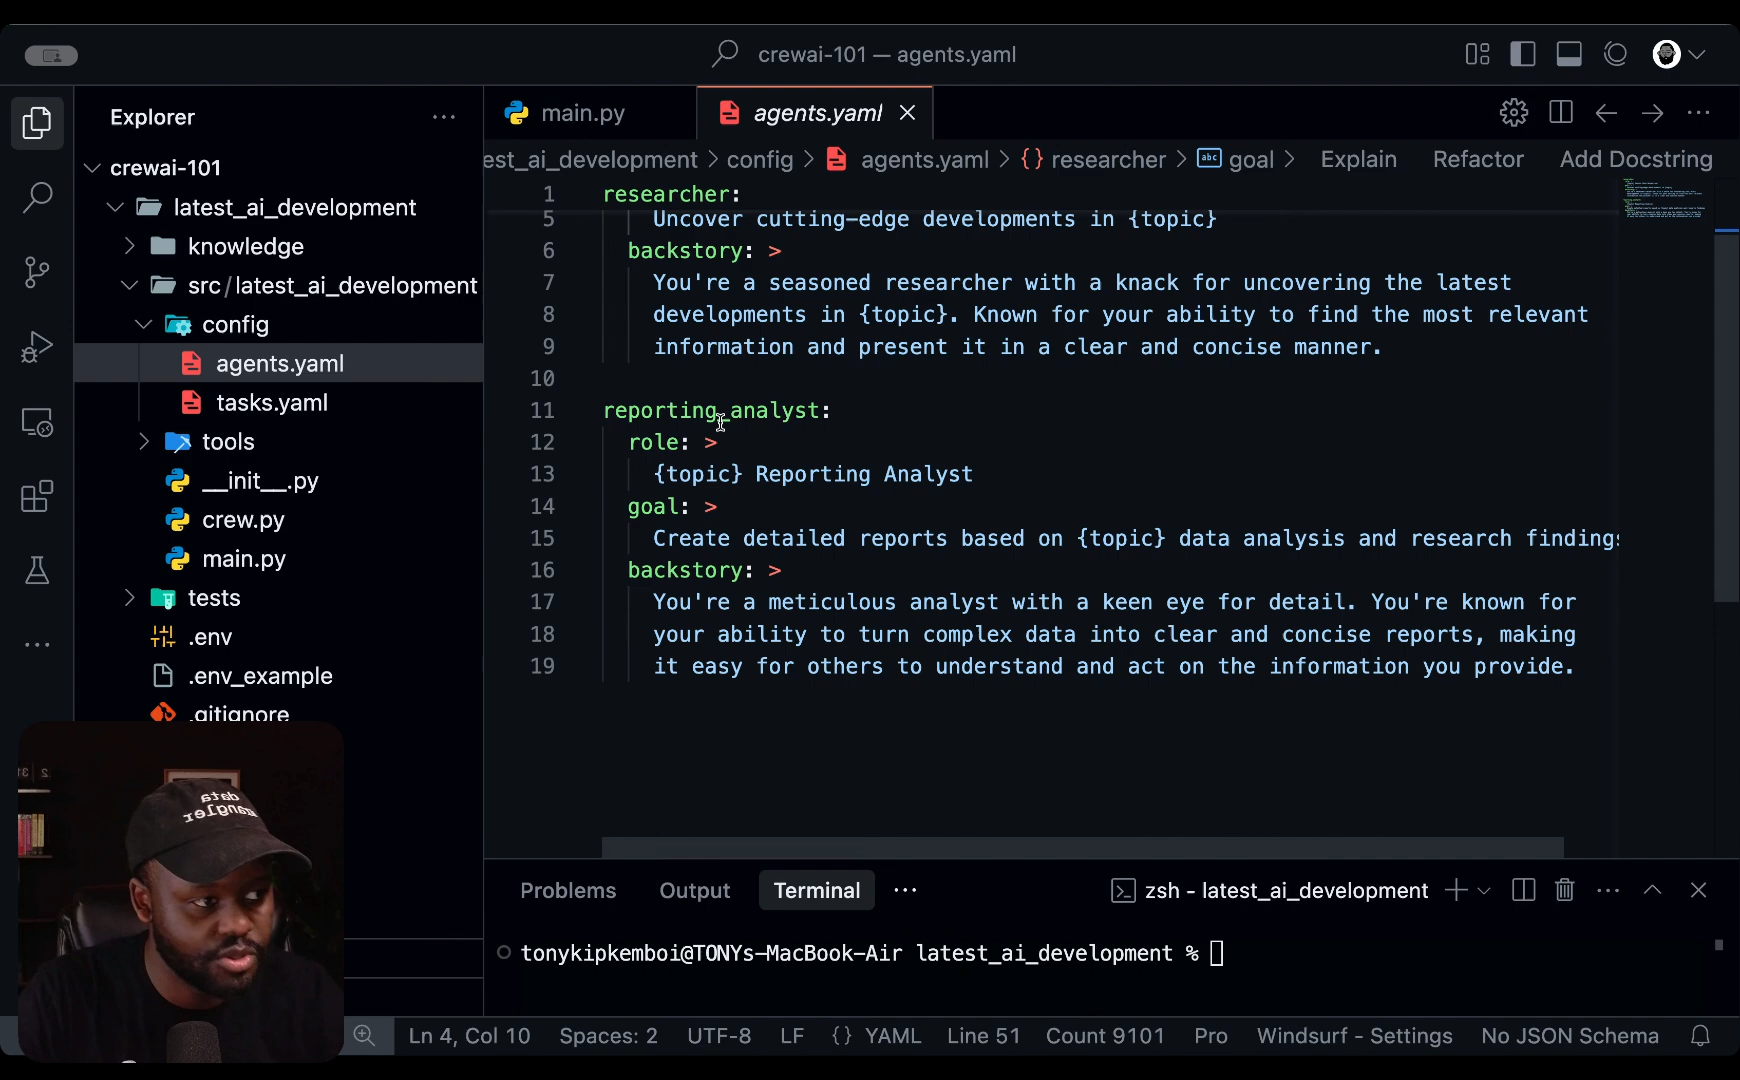 crewai-101 — agents.yaml
Explorer
main.py
agents.yaml
crewai-101
latest_ai_development
knowledge
src/latest_ai_development
config
agents.yaml
tasks.yaml
tools
__init__.py
crew.py
main.py
tests
.env
.env_example
.gitignore
est_ai_development > config > agents.yaml > {} researcher > abc goal > Explain Refactor Add Docstring
1 researcher:
5 Uncover cutting-edge developments in {topic}
6 backstory: >
7 You're a seasoned researcher with a knack for uncovering the latest
8 developments in {topic}. Known for your ability to find the most relevant
9 information and present it in a clear and concise manner.
10
11 reporting_analyst:
12 role: >
13 {topic} Reporting Analyst
14 goal: >
15 Create detailed reports based on {topic} data analysis and research findings
16 backstory: >
17 You're a meticulous analyst with a keen eye for detail. You're known for
18 your ability to turn complex data into clear and concise reports, making
19 it easy for others to understand and act on the information you provide.
data
wrangler
Problems Output Terminal
zsh - latest_ai_development
tonykipkemboi@TONYs-MacBook-Air latest_ai_development %
Ln 4, Col 10 Spaces: 2 UTF-8 LF {} YAML Line 51 Count 9101 Pro Windsurf - Settings No JSON Schema